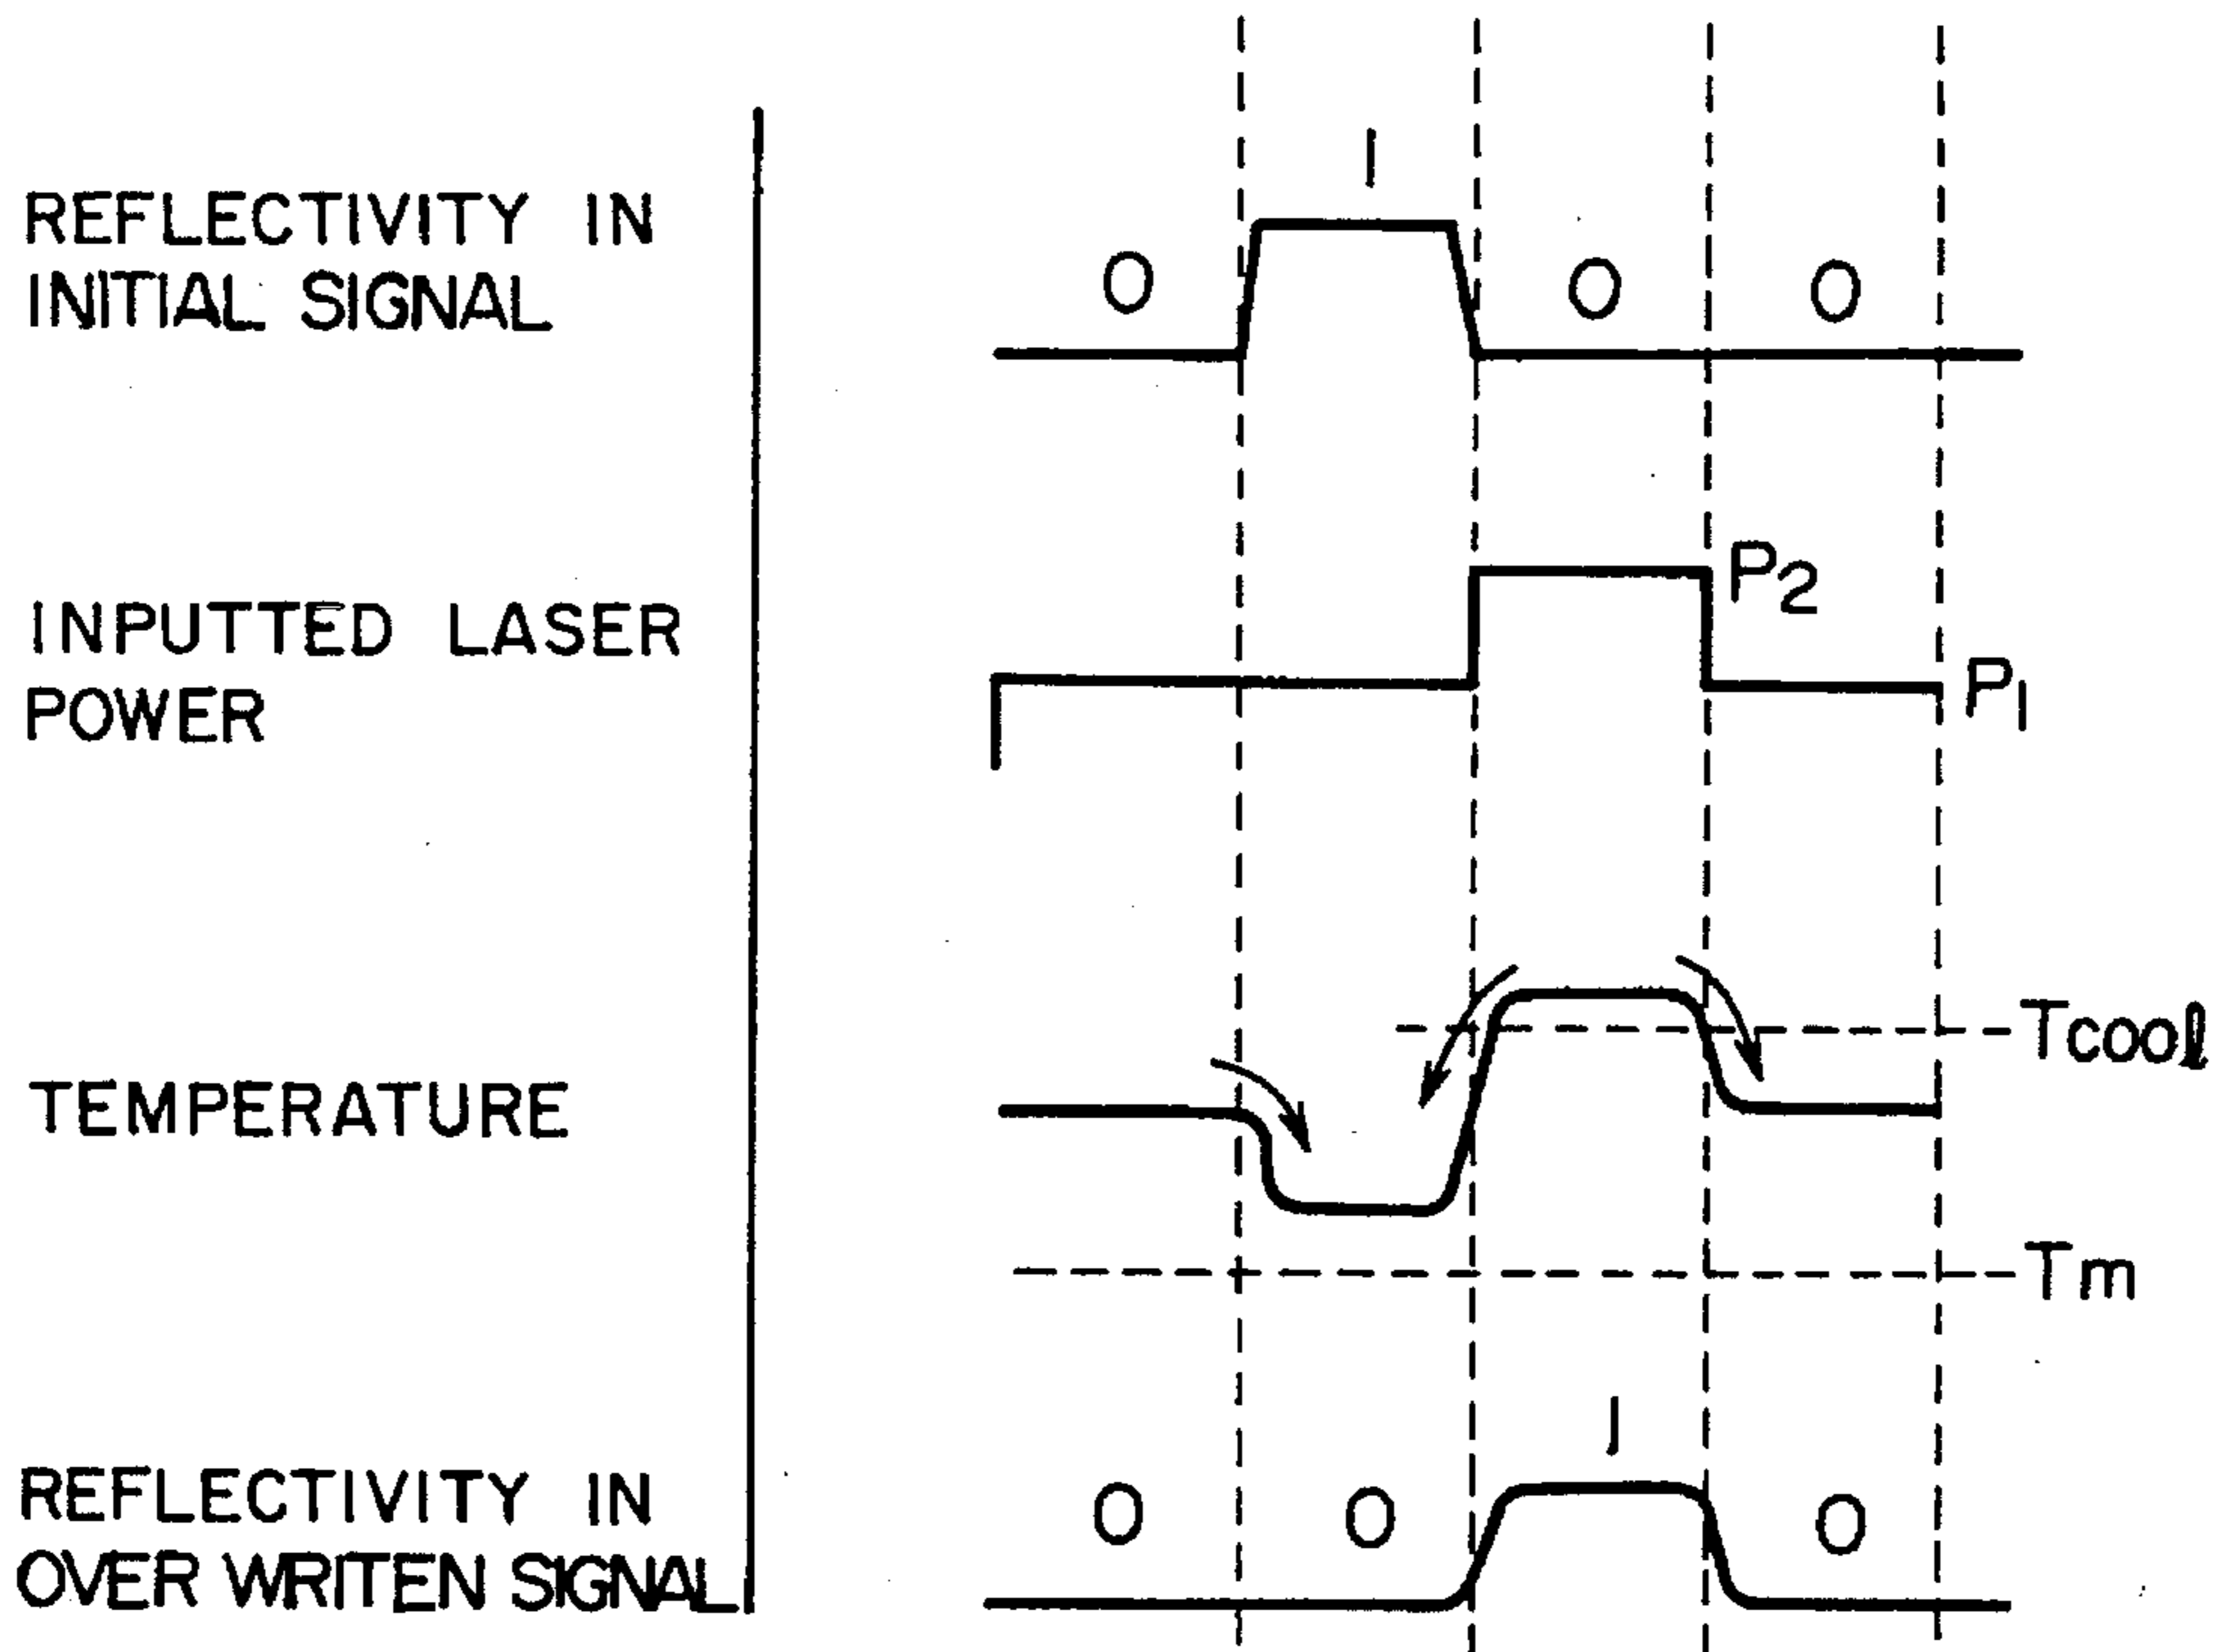 REFLECTIVITY IN
INITIAL SIGNAL
1
0 0 0
INPUTTED LASER
POWER
P2
P1
TEMPERATURE
Tcool
Tm
REFLECTIVITY IN
OVER WRITEN SIGNAL
1
0 0 0